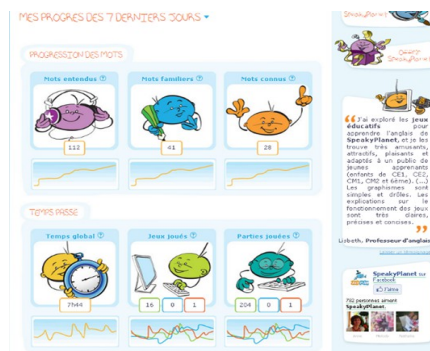 MES PROGRES DES 7 DERNIERS JOURS
PROGRESSION DES MOTS
Mots entendus ?
Mots familiers ?
Mots connus ?
112
41
28
TEMPS PASSE
Temps global ?
Jeux joués ?
Parties jouées ?
7h44
16 0 1
204 0 1
J'ai exploré les jeux
éducatifs pour
apprendre l'anglais de
SpeakyPlanet, et je les
trouve très amusants,
attractifs, plaisants et
adaptés à un public de
jeunes apprenants
(enfants de CE1, CE2,
CM1, CM2 et 6ème). (...)
Les graphismes sont
simples et drôles. Les
explications sur le
fonctionnement des jeux
sont très claires,
précises et concises.
Lisbeth, Professeur d'anglais
SpeakyPlanet sur
Facebook
J'aime
personnes aiment
SpeakyPlanet.